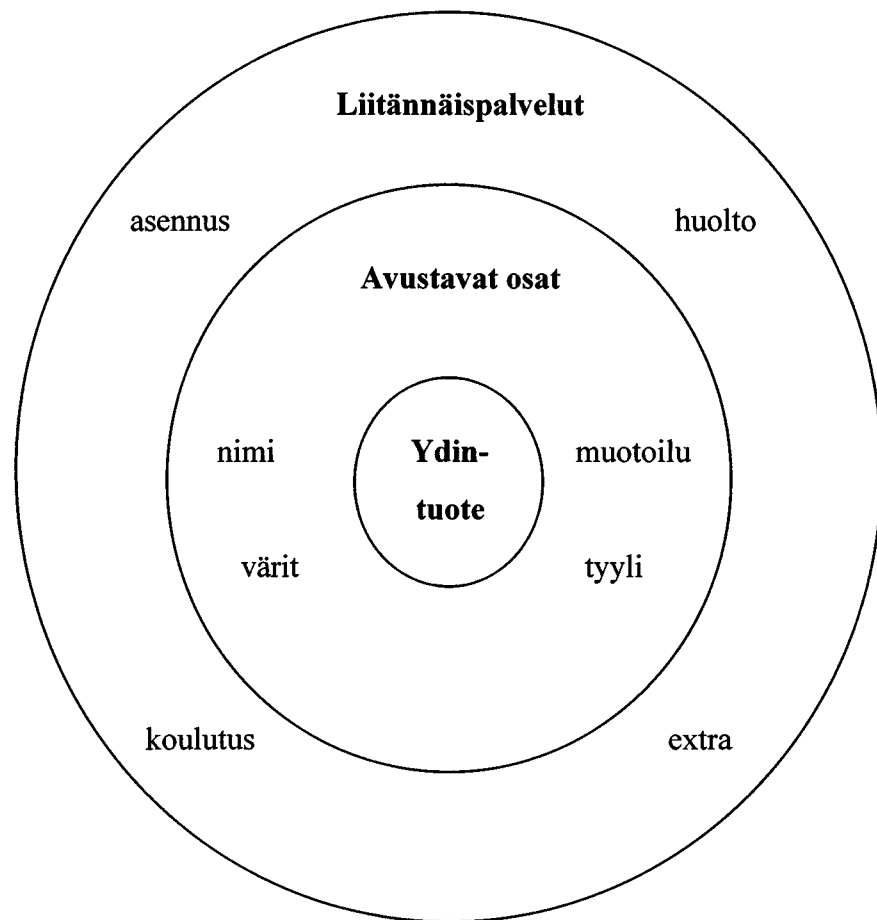 Liitännäispalvelut
asennus huolto
Avustavat osat
nimi Ydin- muotoilu
tuote
värit tyyli
koulutus extra